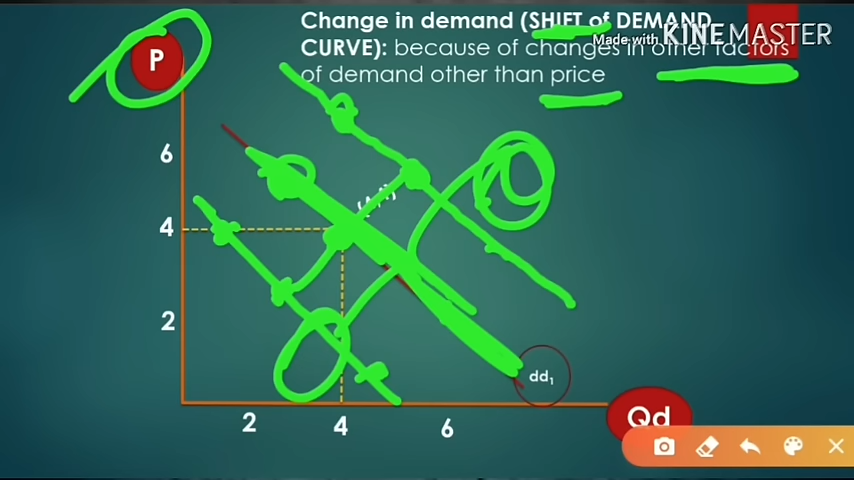 Change in demand (SHIFT of DEMAND
CURVE): because of changes in other factors
of demand other than price
Made with KINEMASTER
P
6
4
2
dd1
2 4 6
Qd